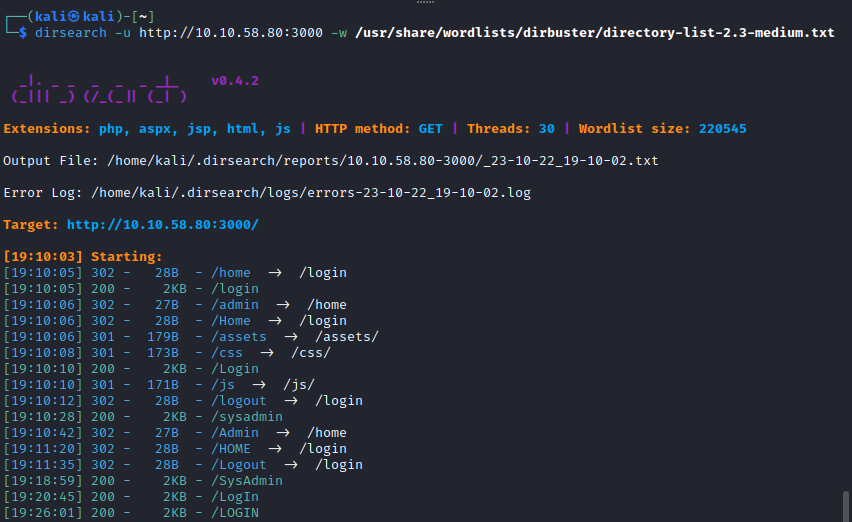 ┌──(kali㉿kali)-[~]
└─$ dirsearch -u http://10.10.58.80:3000 -w /usr/share/wordlists/dirbuster/directory-list-2.3-medium.txt
_|. _ _  _  _  _ _|_    v0.4.2
(_||| _) (/_(_|| (_| )
Extensions: php, aspx, jsp, html, js | HTTP method: GET | Threads: 30 | Wordlist size: 220545
Output File: /home/kali/.dirsearch/reports/10.10.58.80-3000/_23-10-22_19-10-02.txt
Error Log: /home/kali/.dirsearch/logs/errors-23-10-22_19-10-02.log
Target: http://10.10.58.80:3000/
[19:10:03] Starting:
[19:10:05] 302 -   28B  - /home  ->  /login
[19:10:05] 200 -    2KB - /login
[19:10:06] 302 -   27B  - /admin  ->  /home
[19:10:06] 302 -   28B  - /Home  ->  /login
[19:10:06] 301 -  179B  - /assets  ->  /assets/
[19:10:08] 301 -  173B  - /css  ->  /css/
[19:10:10] 200 -    2KB - /Login
[19:10:10] 301 -  171B  - /js  ->  /js/
[19:10:12] 302 -   28B  - /logout  ->  /login
[19:10:28] 200 -    2KB - /sysadmin
[19:10:42] 302 -   27B  - /Admin  ->  /home
[19:11:20] 302 -   28B  - /HOME  ->  /login
[19:11:35] 302 -   28B  - /Logout  ->  /login
[19:18:59] 200 -    2KB - /SysAdmin
[19:20:45] 200 -    2KB - /LogIn
[19:26:01] 200 -    2KB - /LOGIN